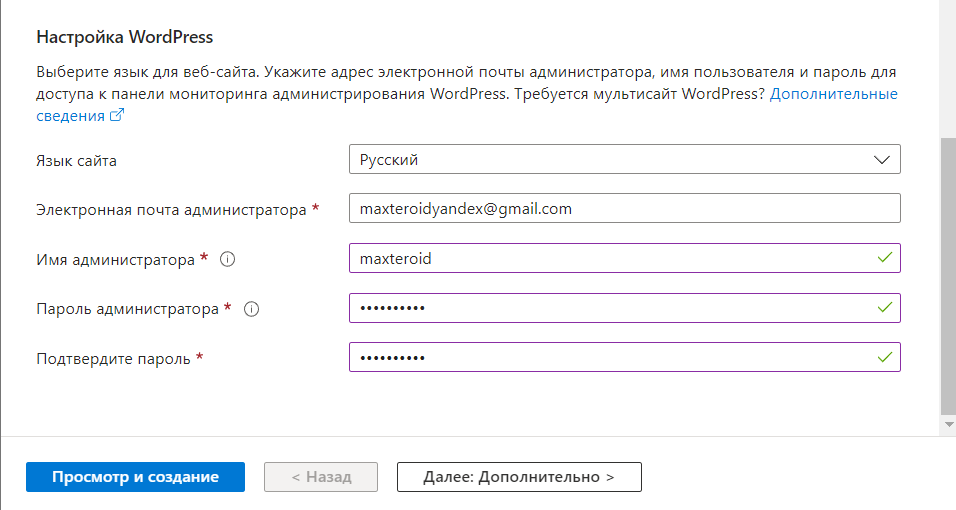 Настройка WordPress
Выберите язык для веб-сайта. Укажите адрес электронной почты администратора, имя пользователя и пароль для
доступа к панели мониторинга администрирования WordPress. Требуется мультисайт WordPress? Дополнительные
сведения
Язык сайта
Русский
Электронная почта администратора *
maxteroidyandex@gmail.com
Имя администратора *
maxteroid
Пароль администратора *
••••••••••
Подтвердите пароль *
••••••••••
Просмотр и создание
< Назад
Далее: Дополнительно >